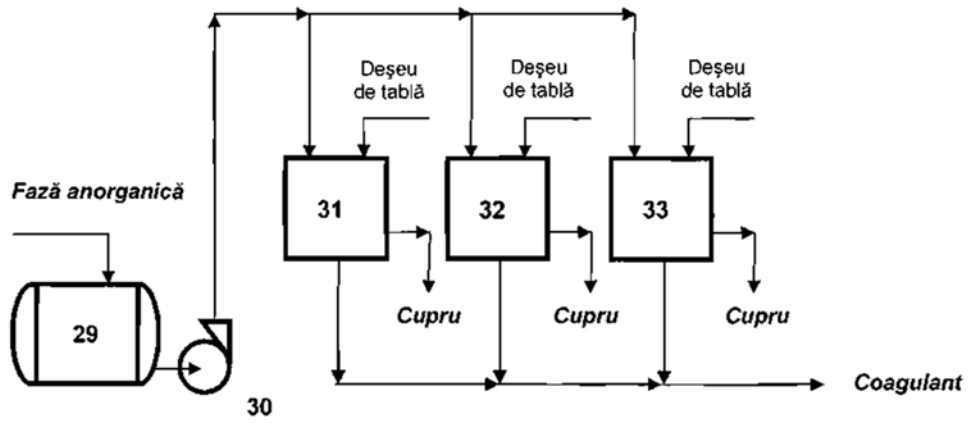 Deşeu
de tablă
Deşeu
de tablă
Deşeu
de tablă
Fază anorganică
31
32
33
29
Cupru
Cupru
Cupru
30
Coagulant